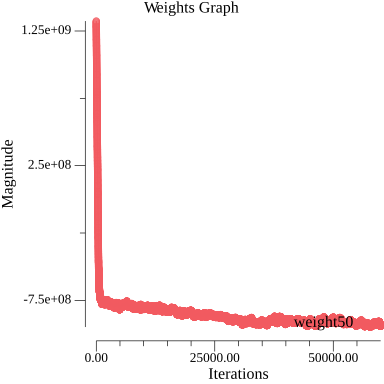 Weights Graph
1.25e+09
2.5e+08
-7.5e+08
Magnitude
weight50
0.00
25000.00
50000.00
Iterations